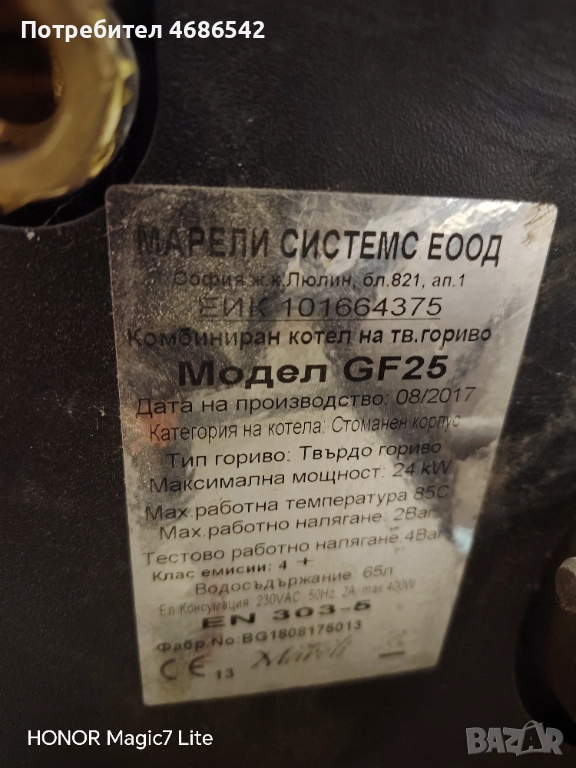 Потребител 4686542
МАРЕЛИ СИСТЕМС ЕООД
София ж.к.Люлин, бл.821, ап.1
ЕИК 101664375
Комбиниран котел на тв.гориво
Модел GF25
Дата на производство: 08/2017
Категория на котела: Стоманен корпус
Тип гориво: Твърдо гориво
Максимална мощност: 24 kW
Мах.работна температура 85С
Мах.работно налягане 2Bar
Тестово работно налягане 4Bar
Клас емисии: 4 +
Водосъдържание 65л
Ел.Консумация 230VAC 50Hz 2A max 400W
EN 303-5
Фабр.No:BG1808176013
CE 13 Mareli
HONOR Magic7 Lite
BAZAR